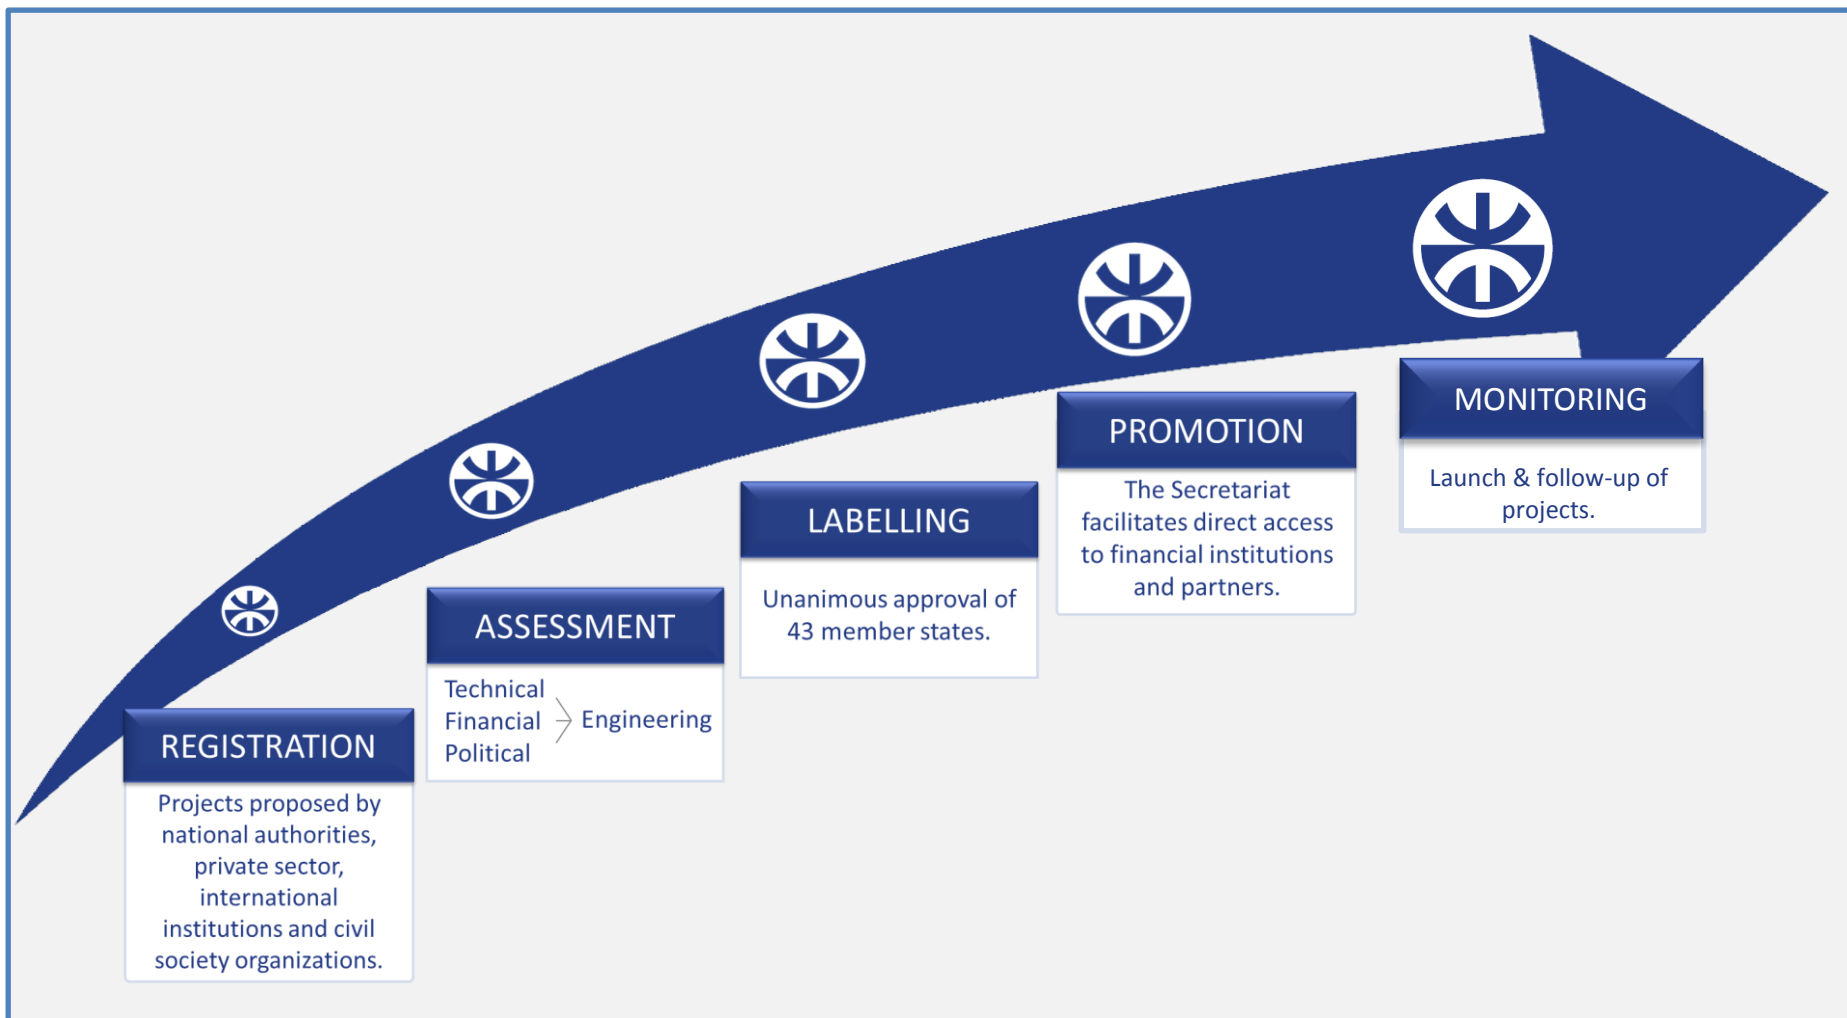 REGISTRATION
Projects proposed by
national authorities,
private sector,
international
institutions and civil
society organizations.
ASSESSMENT
Technical
Financial
Political
Engineering
LABELLING
Unanimous approval of
43 member states.
PROMOTION
The Secretariat
facilitates direct access
to financial institutions
and partners.
MONITORING
Launch & follow-up of
projects.